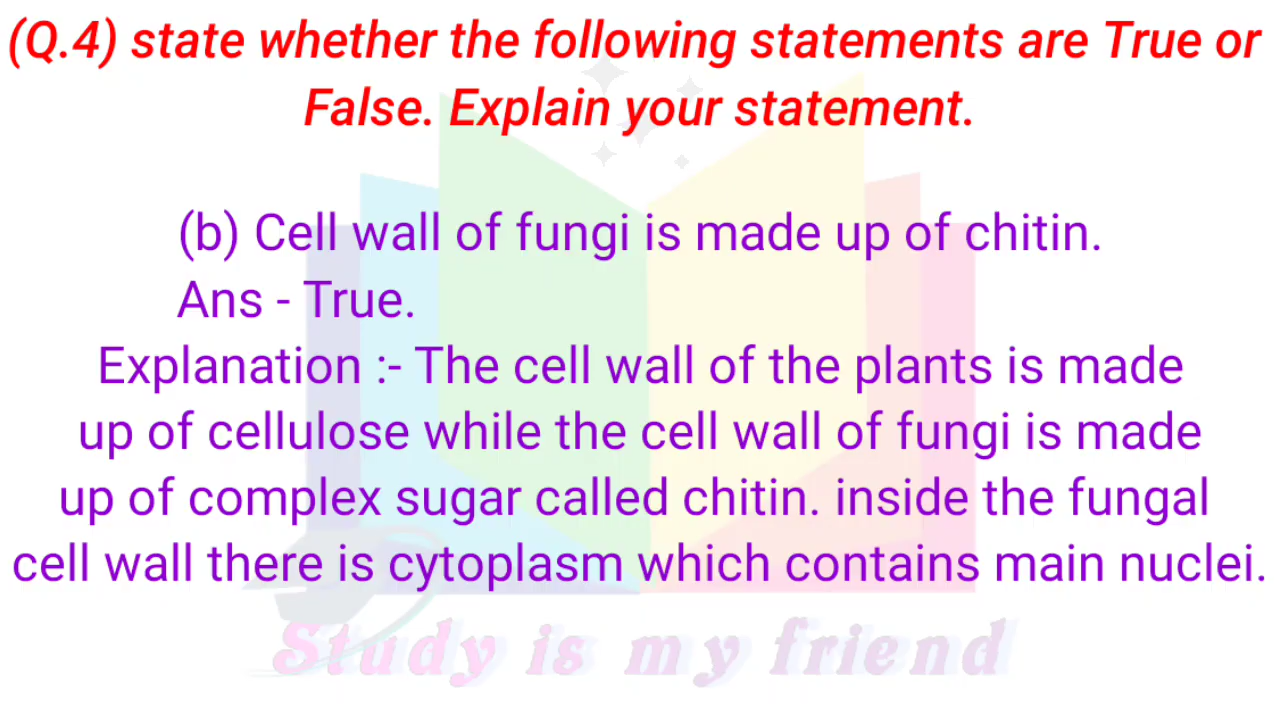 (Q.4) state whether the following statements are True or
False. Explain your statement.
(b) Cell wall of fungi is made up of chitin.
Ans - True.
Explanation :- The cell wall of the plants is made
up of cellulose while the cell wall of fungi is made
up of complex sugar called chitin. inside the fungal
cell wall there is cytoplasm which contains main nuclei.
Study is my friend